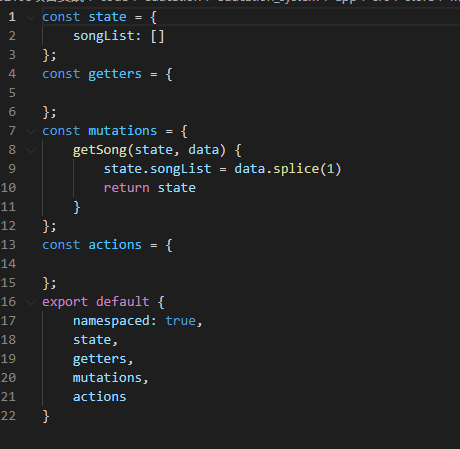 1 const state = {
2 songList: []
3 };
4 const getters = {
5
6 };
7 const mutations = {
8 getSong(state, data) {
9 state.songList = data.splice(1)
10 return state
11 }
12 };
13 const actions = {
14
15 };
16 export default {
17 namespaced: true,
18 state,
19 getters,
20 mutations,
21 actions
22 }